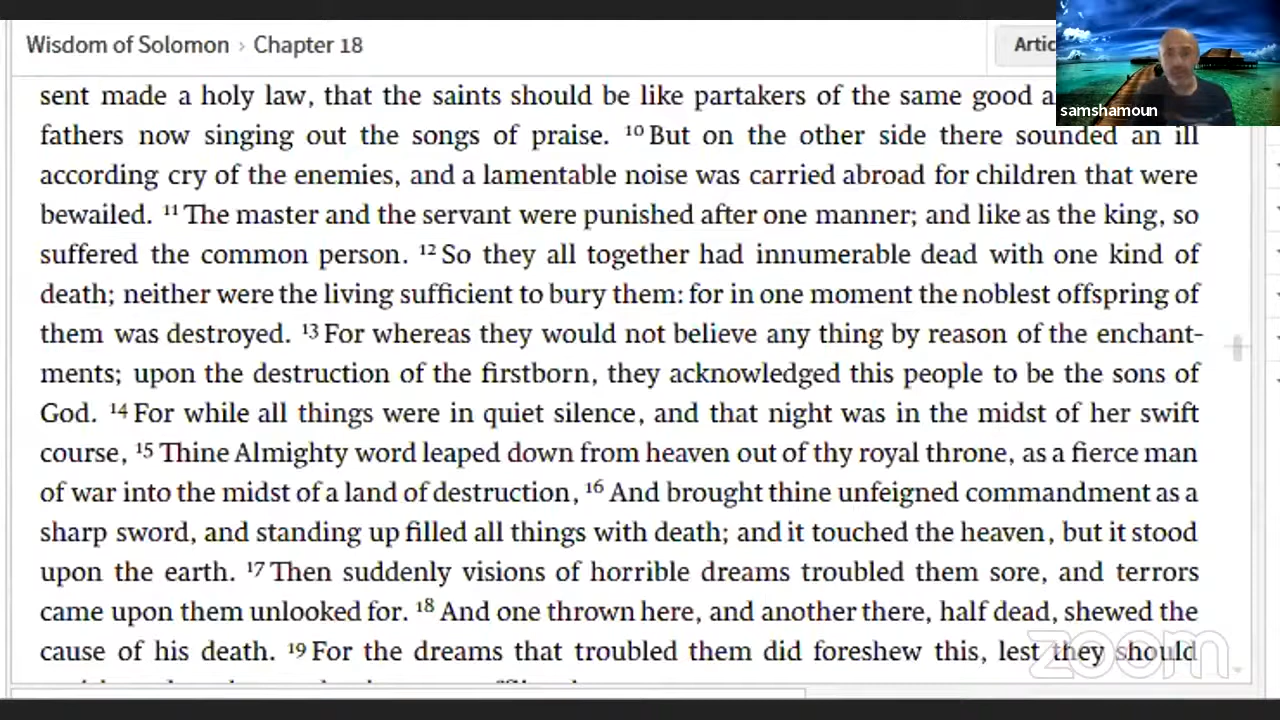 Wisdom of Solomon › Chapter 18
Artic
samshamoun
sent made a holy law, that the saints should be like partakers of the same good a
fathers now singing out the songs of praise. ¹⁰ But on the other side there sounded an ill
according cry of the enemies, and a lamentable noise was carried abroad for children that were
bewailed. ¹¹ The master and the servant were punished after one manner; and like as the king, so
suffered the common person. ¹² So they all together had innumerable dead with one kind of
death; neither were the living sufficient to bury them: for in one moment the noblest offspring of
them was destroyed. ¹³ For whereas they would not believe any thing by reason of the enchant-
ments; upon the destruction of the firstborn, they acknowledged this people to be the sons of
God. ¹⁴ For while all things were in quiet silence, and that night was in the midst of her swift
course, ¹⁵ Thine Almighty word leaped down from heaven out of thy royal throne, as a fierce man
of war into the midst of a land of destruction, ¹⁶ And brought thine unfeigned commandment as a
sharp sword, and standing up filled all things with death; and it touched the heaven, but it stood
upon the earth. ¹⁷ Then suddenly visions of horrible dreams troubled them sore, and terrors
came upon them unlooked for. ¹⁸ And one thrown here, and another there, half dead, shewed the
cause of his death. ¹⁹ For the dreams that troubled them did foreshew this, lest they should
zoom